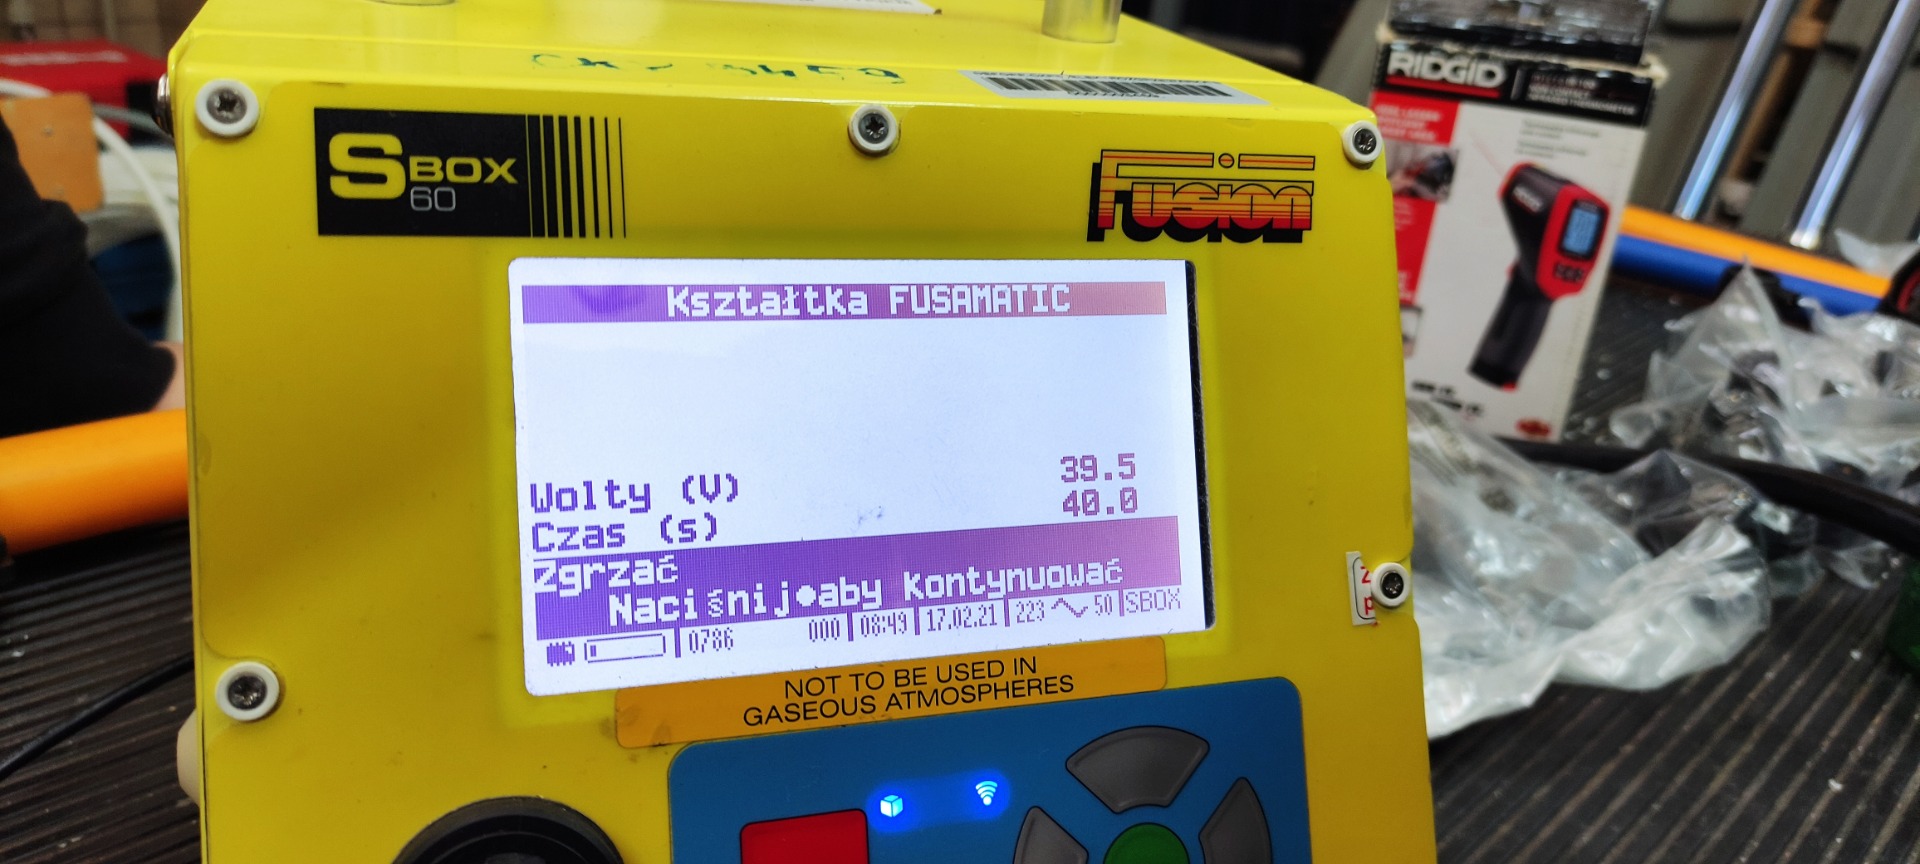 SBOX
60
Fusion
RIDGID
Kształtka FUSAMATIC
Wolty (V) 39.5
Czas (s) 40.0
Zgrzać
Naciśnij●aby kontynuować
0786 000 08:49 17.02.21 223 50 SBOX
NOT TO BE USED IN
GASEOUS ATMOSPHERES